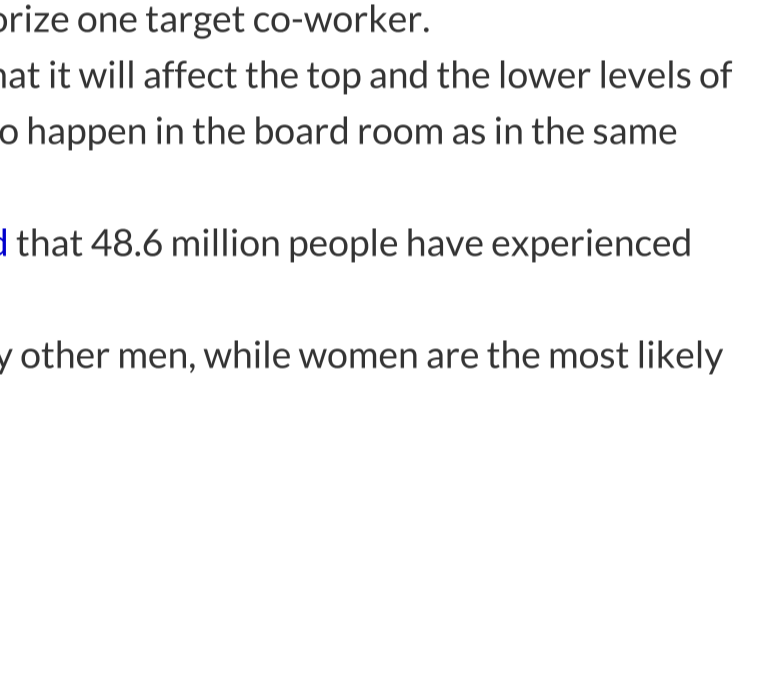 one target co-worker.
it will affect the top and the lower levels of
happen in the board room as in the same
that 48.6 million people have experienced
other men, while women are the most likely